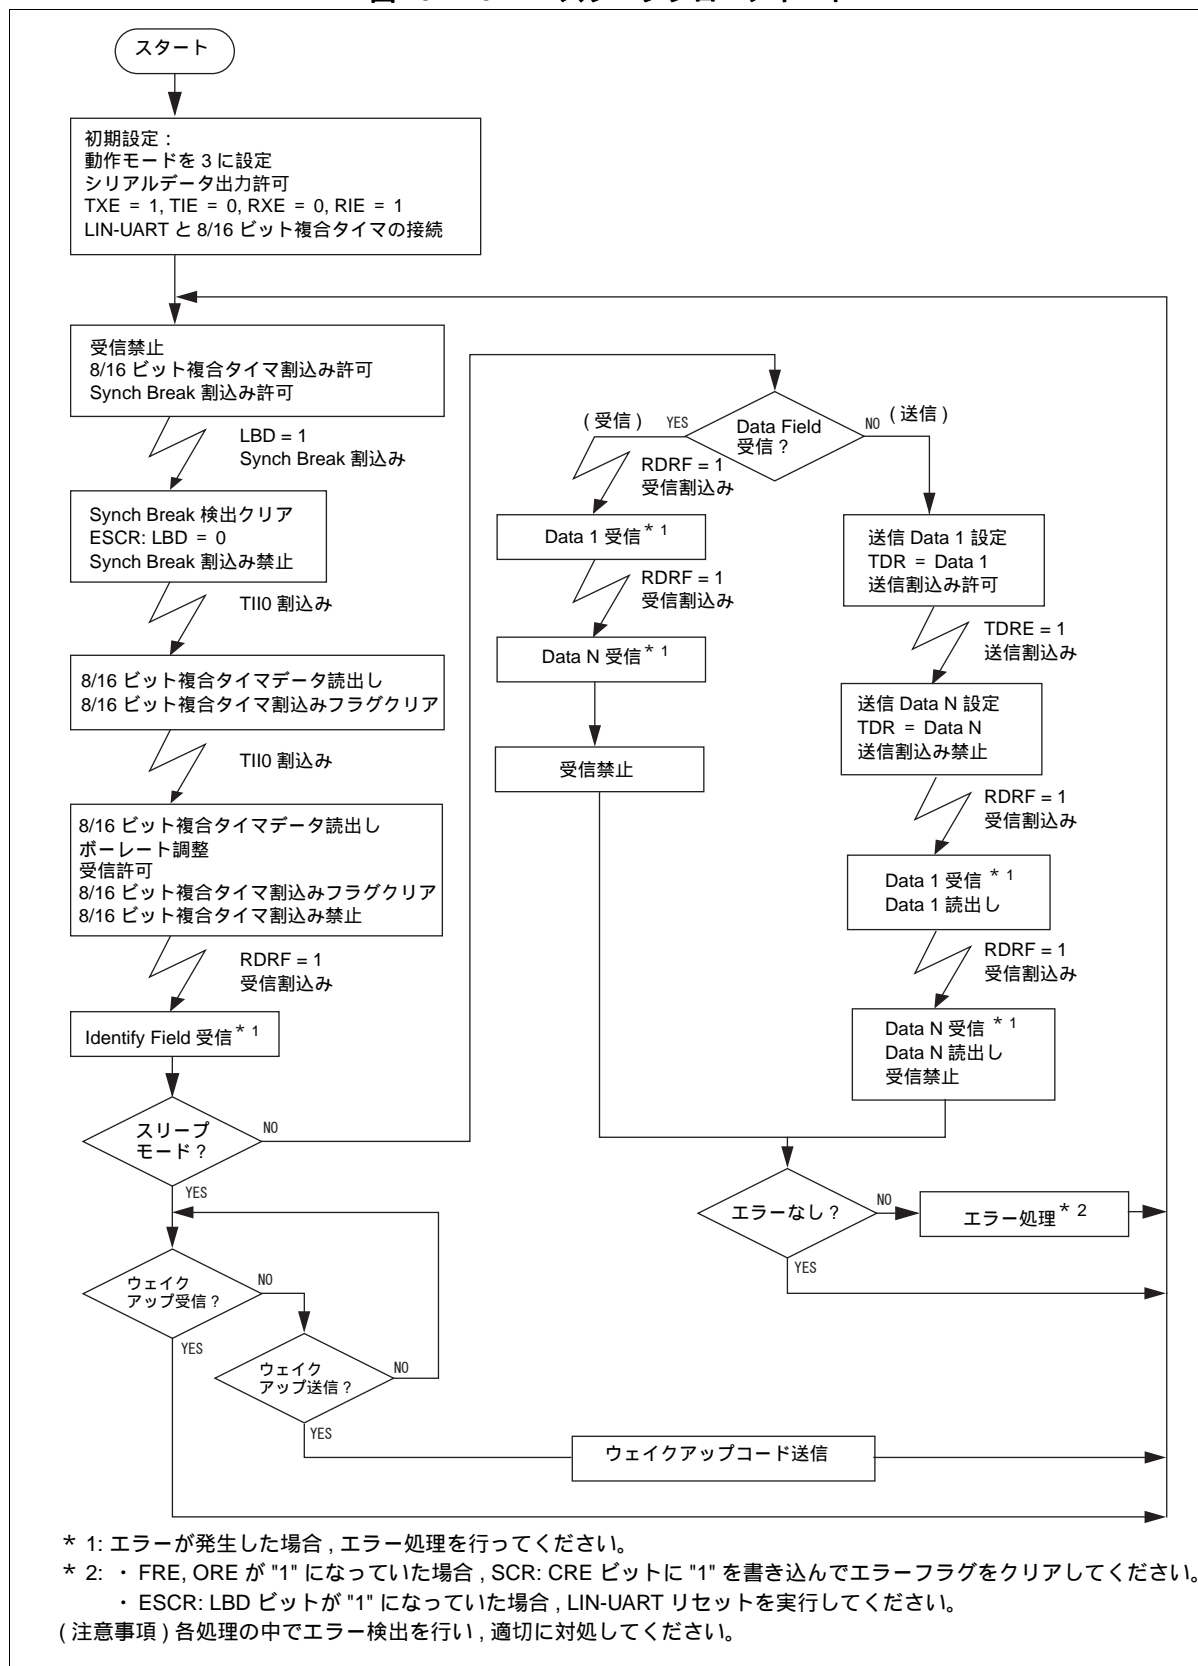 スタート
初期設定：
動作モードを 3 に設定
シリアルデータ出力許可
TXE = 1, TIE = 0, RXE = 0, RIE = 1
LIN-UART と 8/16 ビット複合タイマの接続
受信禁止
8/16 ビット複合タイマ割込み許可
Synch Break 割込み許可
LBD = 1
Synch Break 割込み
Synch Break 検出クリア
ESCR: LBD = 0
Synch Break 割込み禁止
TII0 割込み
8/16 ビット複合タイマデータ読出し
8/16 ビット複合タイマ割込みフラグクリア
TII0 割込み
8/16 ビット複合タイマデータ読出し
ボーレート調整
受信許可
8/16 ビット複合タイマ割込みフラグクリア
8/16 ビット複合タイマ割込み禁止
RDRF = 1
受信割込み
Identify Field 受信＊ 1
スリープ
モード？
NO
YES
ウェイク
アップ受信？
NO
YES
ウェイク
アップ送信？
NO
YES
ウェイクアップコード送信
Data Field
受信？
( 受信 ) YES
NO ( 送信 )
RDRF = 1
受信割込み
Data 1 受信＊ 1
RDRF = 1
受信割込み
Data N 受信＊ 1
受信禁止
送信 Data 1 設定
TDR = Data 1
送信割込み許可
TDRE = 1
送信割込み
送信 Data N 設定
TDR = Data N
送信割込み禁止
RDRF = 1
受信割込み
Data 1 受信 ＊ 1
Data 1 読出し
RDRF = 1
受信割込み
Data N 受信 ＊ 1
Data N 読出し
受信禁止
エラーなし？
NO
YES
エラー処理＊ 2
＊ 1: エラーが発生した場合 , エラー処理を行ってください。
＊ 2: ・ FRE, ORE が "1" になっていた場合 , SCR: CRE ビットに "1" を書き込んでエラーフラグをクリアしてください。
・ ESCR: LBD ビットが "1" になっていた場合 , LIN-UART リセットを実行してください。
( 注意事項 ) 各処理の中でエラー検出を行い , 適切に対処してください。